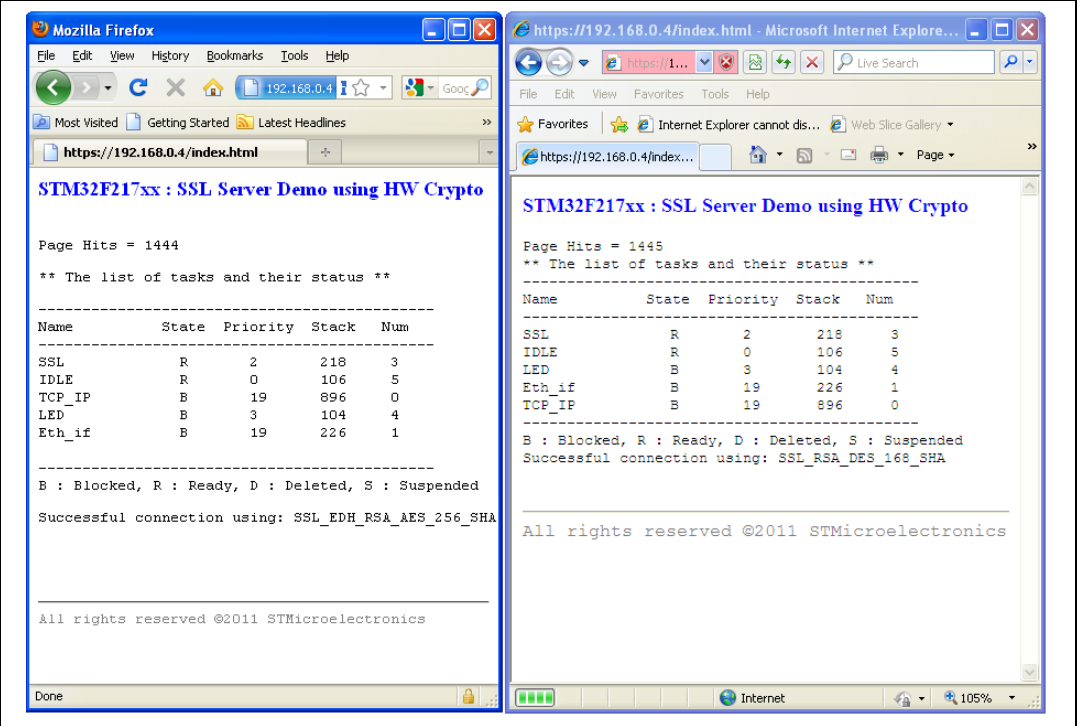 Mozilla Firefox
File Edit View History Bookmarks Tools Help
192.168.0.4
Goog
Most Visited Getting Started Latest Headlines »
https://192.168.0.4/index.html
STM32F217xx : SSL Server Demo using HW Crypto
Page Hits = 1444
** The list of tasks and their status **
---------------------------------------------
Name State Priority Stack Num
---------------------------------------------
SSL R 2 218 3
IDLE R 0 106 5
TCP_IP B 19 896 0
LED B 3 104 4
Eth_if B 19 226 1
---------------------------------------------
B : Blocked, R : Ready, D : Deleted, S : Suspended
Successful connection using: SSL_EDH_RSA_AES_256_SHA
All rights reserved ©2011 STMicroelectronics
Done
https://192.168.0.4/index.html - Microsoft Internet Explore...
https://1... Live Search
File Edit View Favorites Tools Help
Favorites Internet Explorer cannot dis... Web Slice Gallery
https://192.168.0.4/index... Page »
STM32F217xx : SSL Server Demo using HW Crypto
Page Hits = 1445
** The list of tasks and their status **
---------------------------------------------
Name State Priority Stack Num
---------------------------------------------
SSL R 2 218 3
IDLE R 0 106 5
LED B 3 104 4
Eth_if B 19 226 1
TCP_IP B 19 896 0
---------------------------------------------
B : Blocked, R : Ready, D : Deleted, S : Suspended
Successful connection using: SSL_RSA_DES_168_SHA
All rights reserved ©2011 STMicroelectronics
Internet 105%